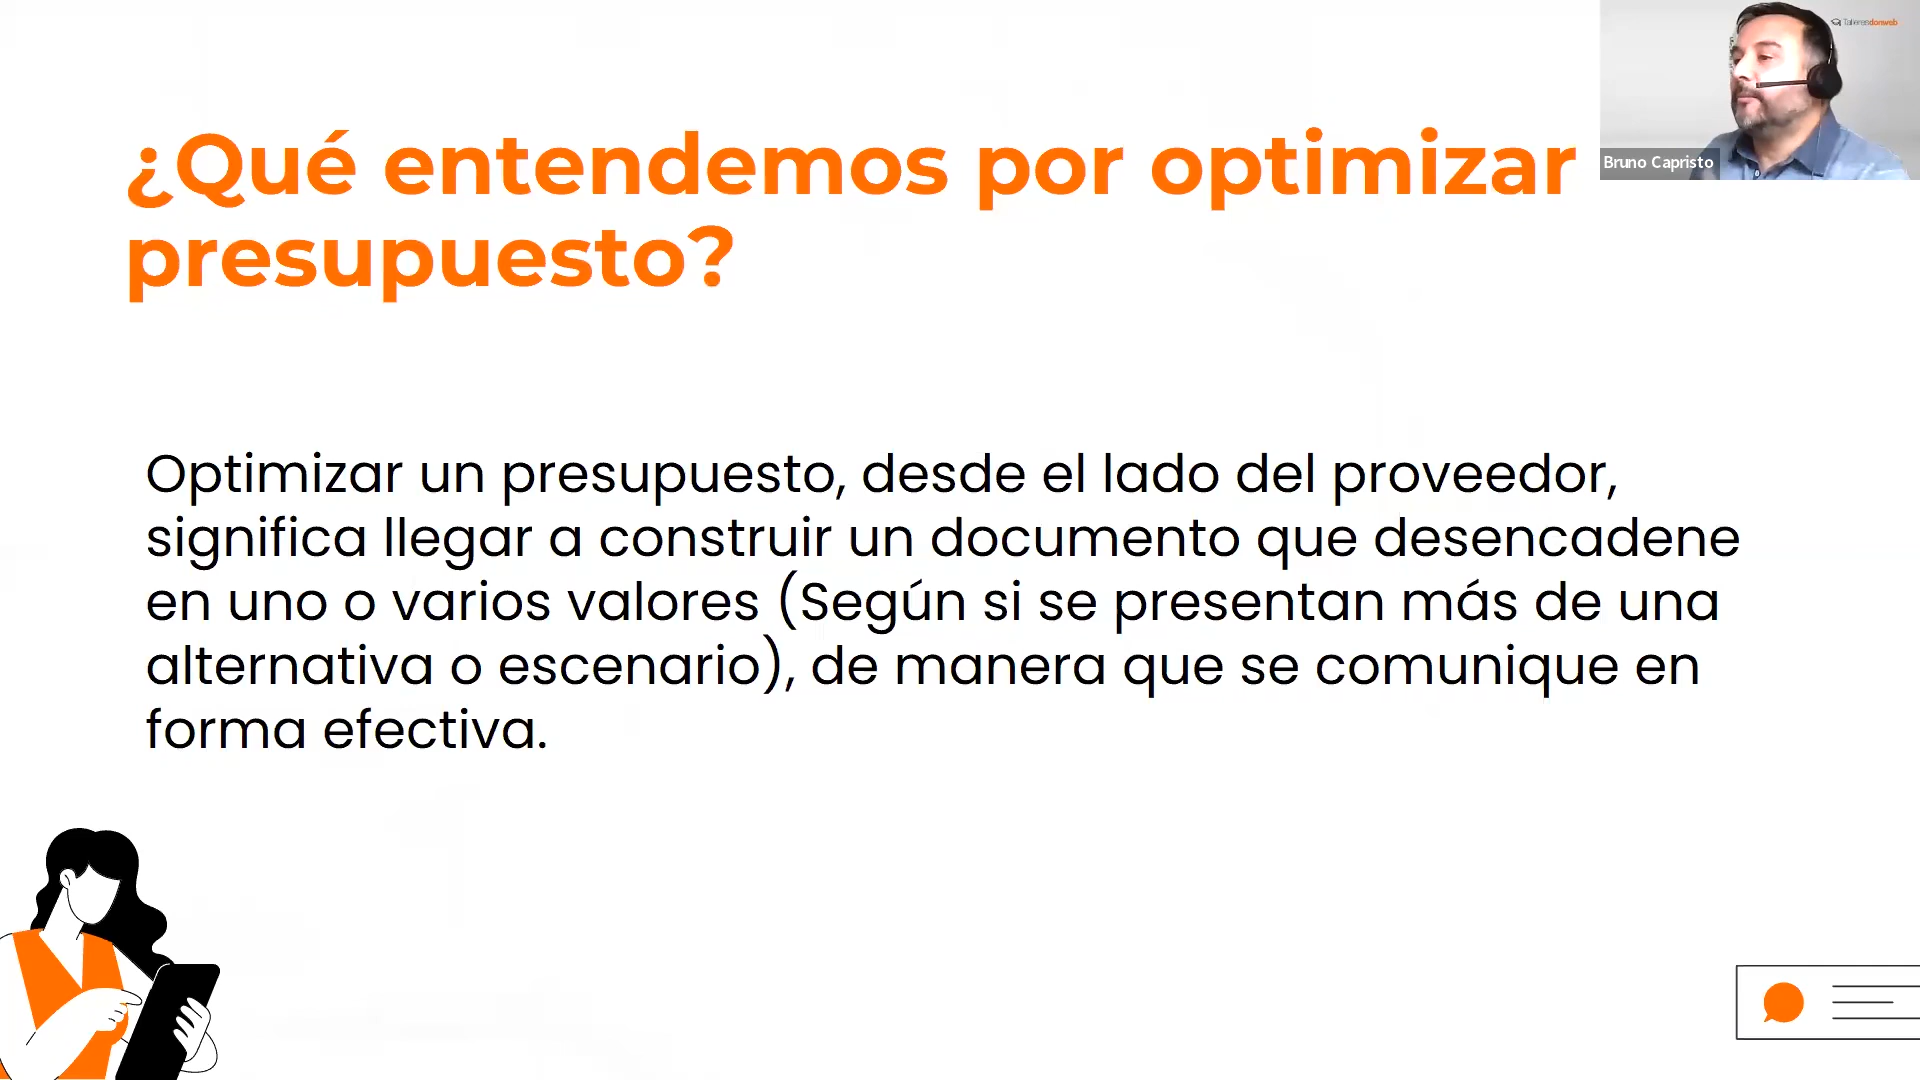 Talleresdonweb
Bruno Capristo
¿Qué entendemos por optimizar
presupuesto?
Optimizar un presupuesto, desde el lado del proveedor,
significa llegar a construir un documento que desencadene
en uno o varios valores (Según si se presentan más de una
alternativa o escenario), de manera que se comunique en
forma efectiva.